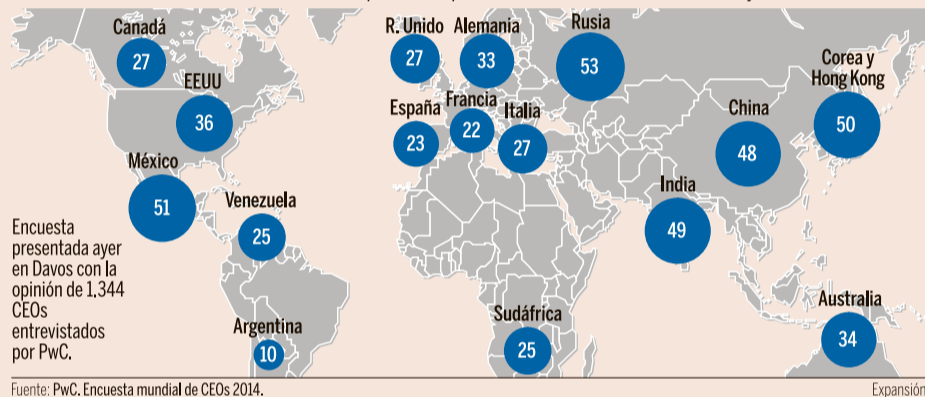 Canadá
27
EEUU
36
México
51
Venezuela
25
Argentina
10
R. Unido
27
Alemania
33
Rusia
53
España
23
Francia
22
Italia
27
China
48
Corea y
Hong Kong
50
India
49
Sudáfrica
25
Australia
34
Encuesta
presentada ayer
en Davos con la
opinión de 1.344
CEOs
entrevistados
por PwC.
Fuente: PwC. Encuesta mundial de CEOs 2014.
Expansión